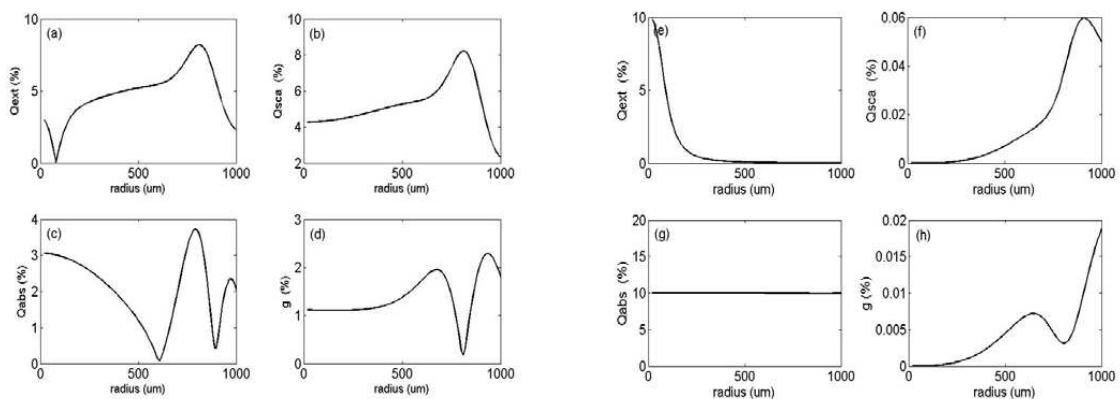 (a)
Qext (%)
10
5
0
0 500 1000
radius (um)
(b)
Qsca (%)
10
8
6
4
2
0 500 1000
radius (um)
(e)
Qext (%)
10
5
0
0 500 1000
radius (um)
(f)
Qsca (%)
0.06
0.04
0.02
0
0 500 1000
radius (um)
(c)
Qabs (%)
4
3
2
1
0
0 500 1000
radius (um)
(d)
g (%)
3
2
1
0
0 500 1000
radius (um)
(g)
Qabs (%)
20
15
10
5
0
0 500 1000
radius (um)
(h)
g (%)
0.02
0.015
0.01
0.005
0
0 500 1000
radius (um)